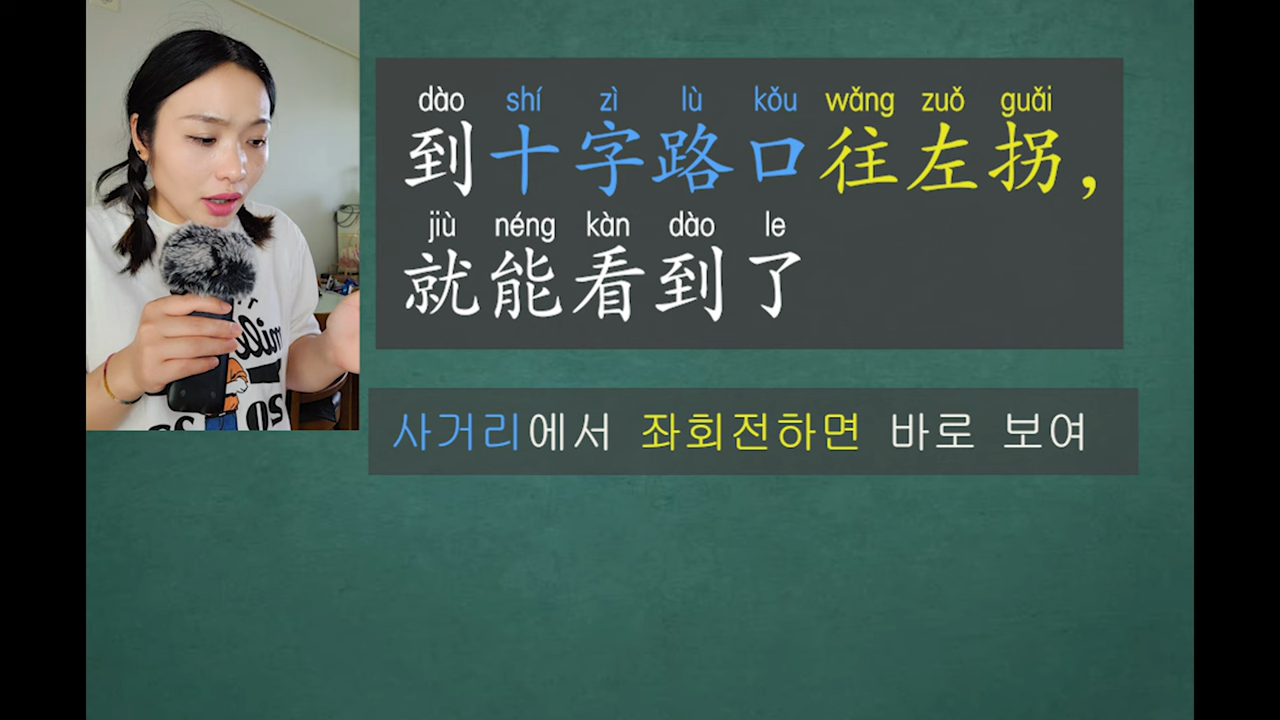 dào shí zì lù kǒu wǎng zuǒ guǎi
到十字路口往左拐，
jiù néng kàn dào le
就能看到了
사거리에서 좌회전하면 바로 보여